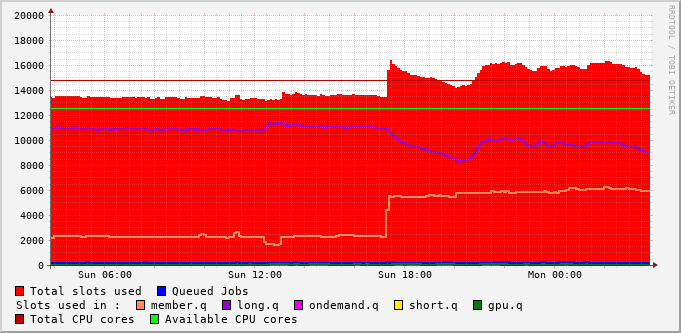 20000
18000
16000
14000
12000
10000
8000
6000
4000
2000
0
Sun 06:00 Sun 12:00 Sun 18:00 Mon 00:00
RRDTOOL / TOBI OETIKER
Total slots used Queued Jobs
Slots used in : member.q long.q ondemand.q short.q gpu.q
Total CPU cores Available CPU cores